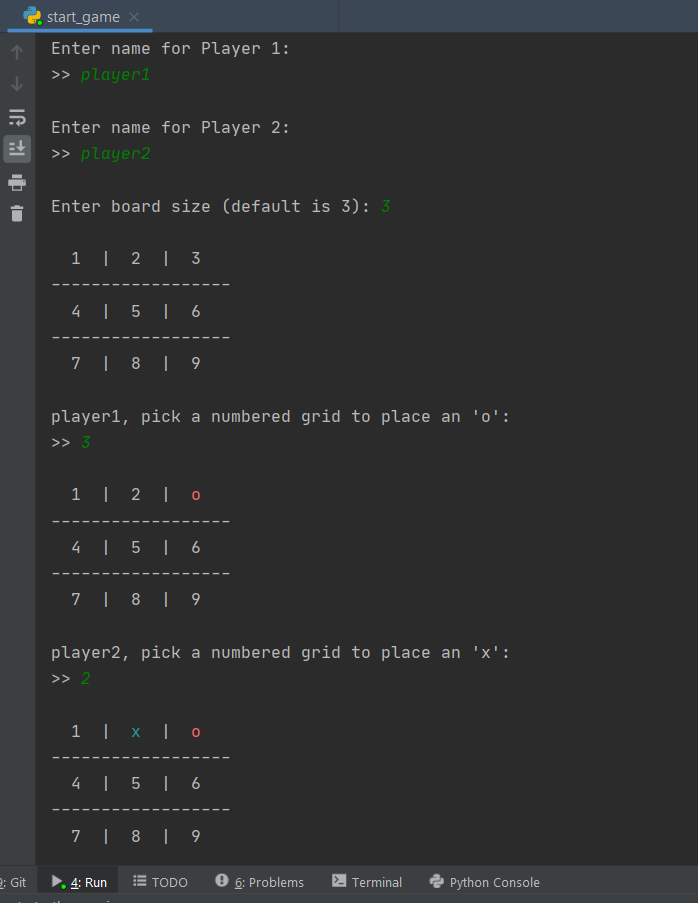 start_game
Enter name for Player 1:
>> player1
Enter name for Player 2:
>> player2
Enter board size (default is 3): 3
1 | 2 | 3
------------------
4 | 5 | 6
------------------
7 | 8 | 9
player1, pick a numbered grid to place an 'o':
>> 3
1 | 2 | o
------------------
4 | 5 | 6
------------------
7 | 8 | 9
player2, pick a numbered grid to place an 'x':
>> 2
1 | x | o
------------------
4 | 5 | 6
------------------
7 | 8 | 9
: Git 4: Run TODO 6: Problems Terminal Python Console